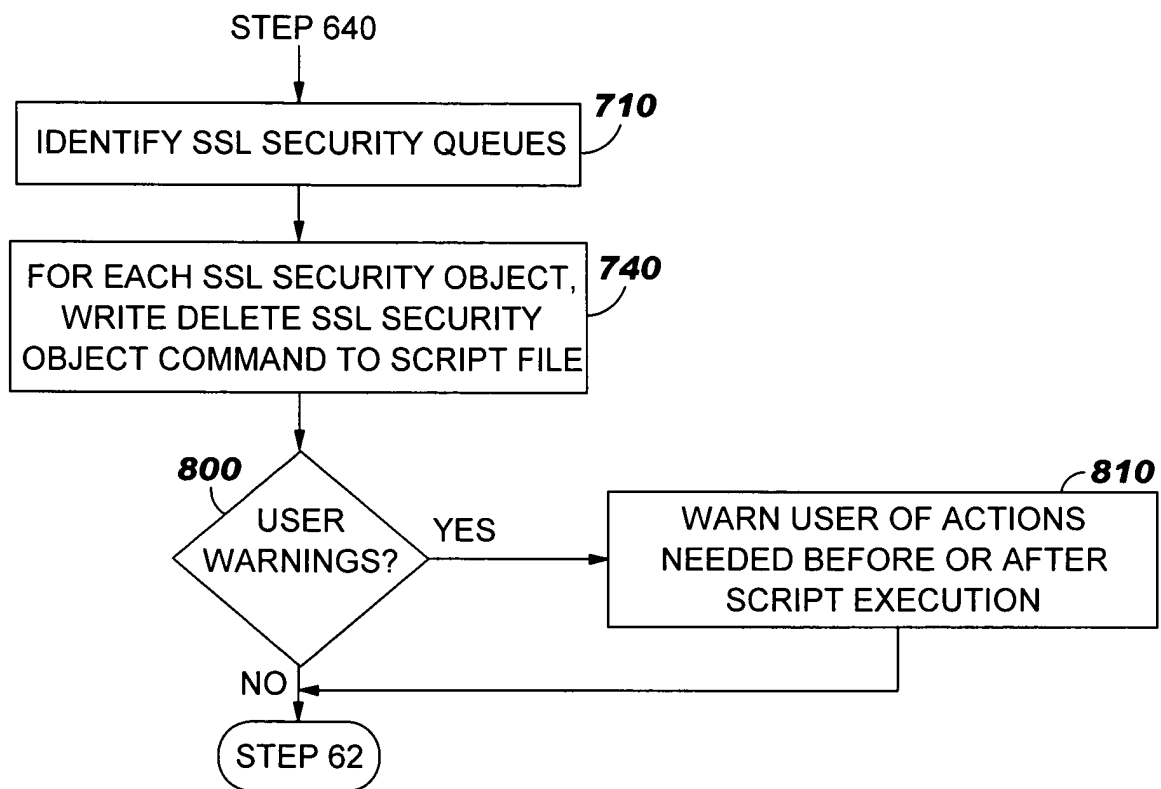 STEP 640
710
IDENTIFY SSL SECURITY QUEUES
740
FOR EACH SSL SECURITY OBJECT,
WRITE DELETE SSL SECURITY
OBJECT COMMAND TO SCRIPT FILE
800
USER
WARNINGS?
YES
810
WARN USER OF ACTIONS
NEEDED BEFORE OR AFTER
SCRIPT EXECUTION
NO
STEP 62